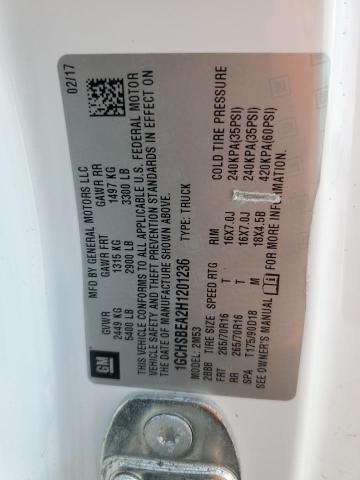 GM
MFD BY GENERAL MOTORS LLC
02/17
GVWR GAWR FRT GAWR RR
2449 KG 1315 KG 1497 KG
5400 LB 2900 LB 3300 LB
THIS VEHICLE CONFORMS TO ALL APPLICABLE U.S. FEDERAL MOTOR
VEHICLE SAFETY AND THEFT PREVENTION STANDARDS IN EFFECT ON
THE DATE OF MANUFACTURE SHOWN ABOVE.
1GCHSBEA2H1201236 TYPE: TRUCK
MODEL: 2M53
2BBB TIRE SIZE SPEED RTG RIM COLD TIRE PRESSURE
FRT 265/70R16 T 16X7.0J 240KPA(35PSI)
RR 265/70R16 T 16X7.0J 240KPA(35PSI)
SPA T175/90D18 M 18X4.5B 420KPA(60PSI)
SEE OWNER'S MANUAL FOR MORE INFORMATION.